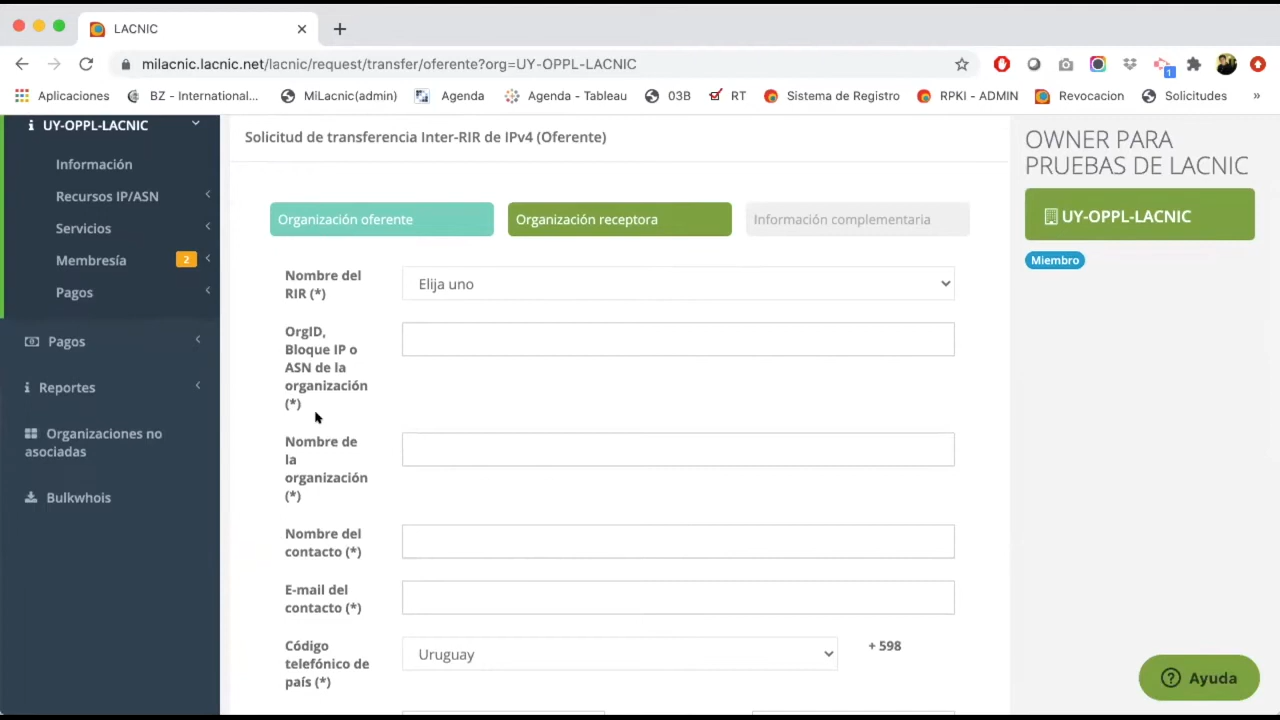 LACNIC
milacnic.lacnic.net/lacnic/request/transfer/oferente?org=UY-OPPL-LACNIC
1
Aplicaciones BZ - International... MiLacnic(admin) Agenda Agenda - Tableau 03B RT Sistema de Registro RPKI - ADMIN Revocacion Solicitudes »
UY-OPPL-LACNIC
Información
Recursos IP/ASN
Servicios
Membresía 2
Pagos
Pagos
Reportes
Organizaciones no
asociadas
Bulkwhois
Solicitud de transferencia Inter-RIR de IPv4 (Oferente)
Organización oferente Organización receptora Información complementaria
Nombre del
RIR (*)
Elija uno
OrgID,
Bloque IP o
ASN de la
organización
(*)
Nombre de
la
organización
(*)
Nombre del
contacto (*)
E-mail del
contacto (*)
Código
telefónico de
país (*)
Uruguay
+ 598
OWNER PARA
PRUEBAS DE LACNIC
UY-OPPL-LACNIC
Miembro
Ayuda